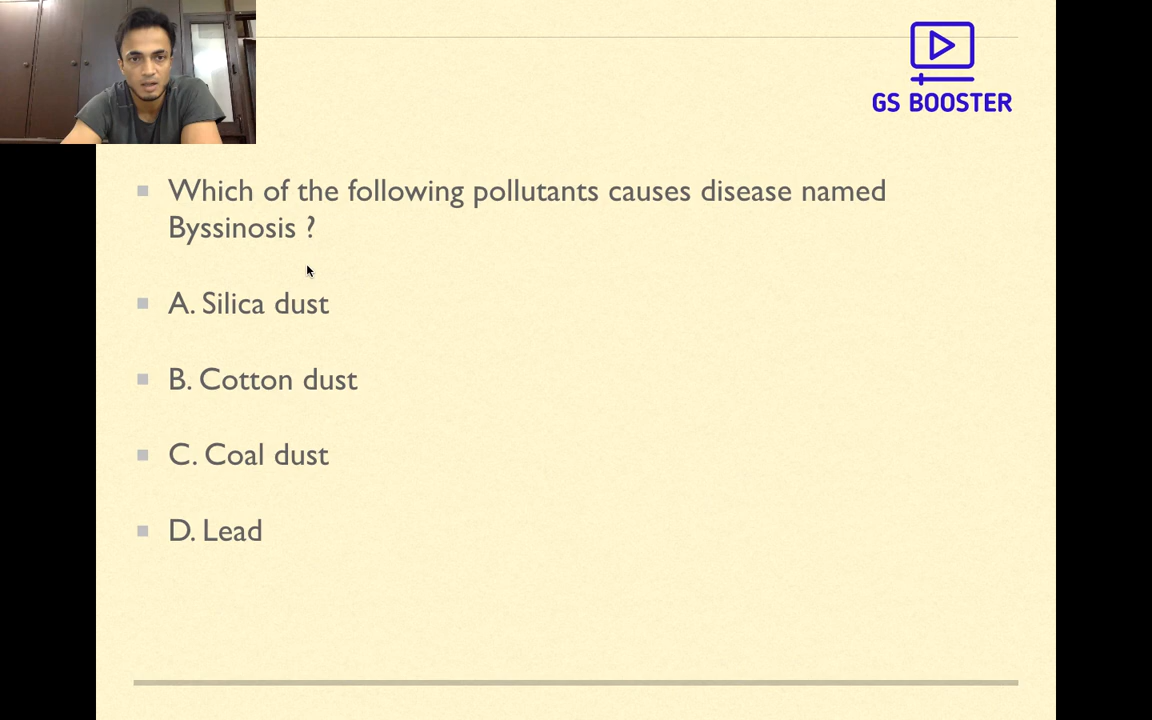 GS BOOSTER
Which of the following pollutants causes disease named
Byssinosis ?
A. Silica dust
B. Cotton dust
C. Coal dust
D. Lead